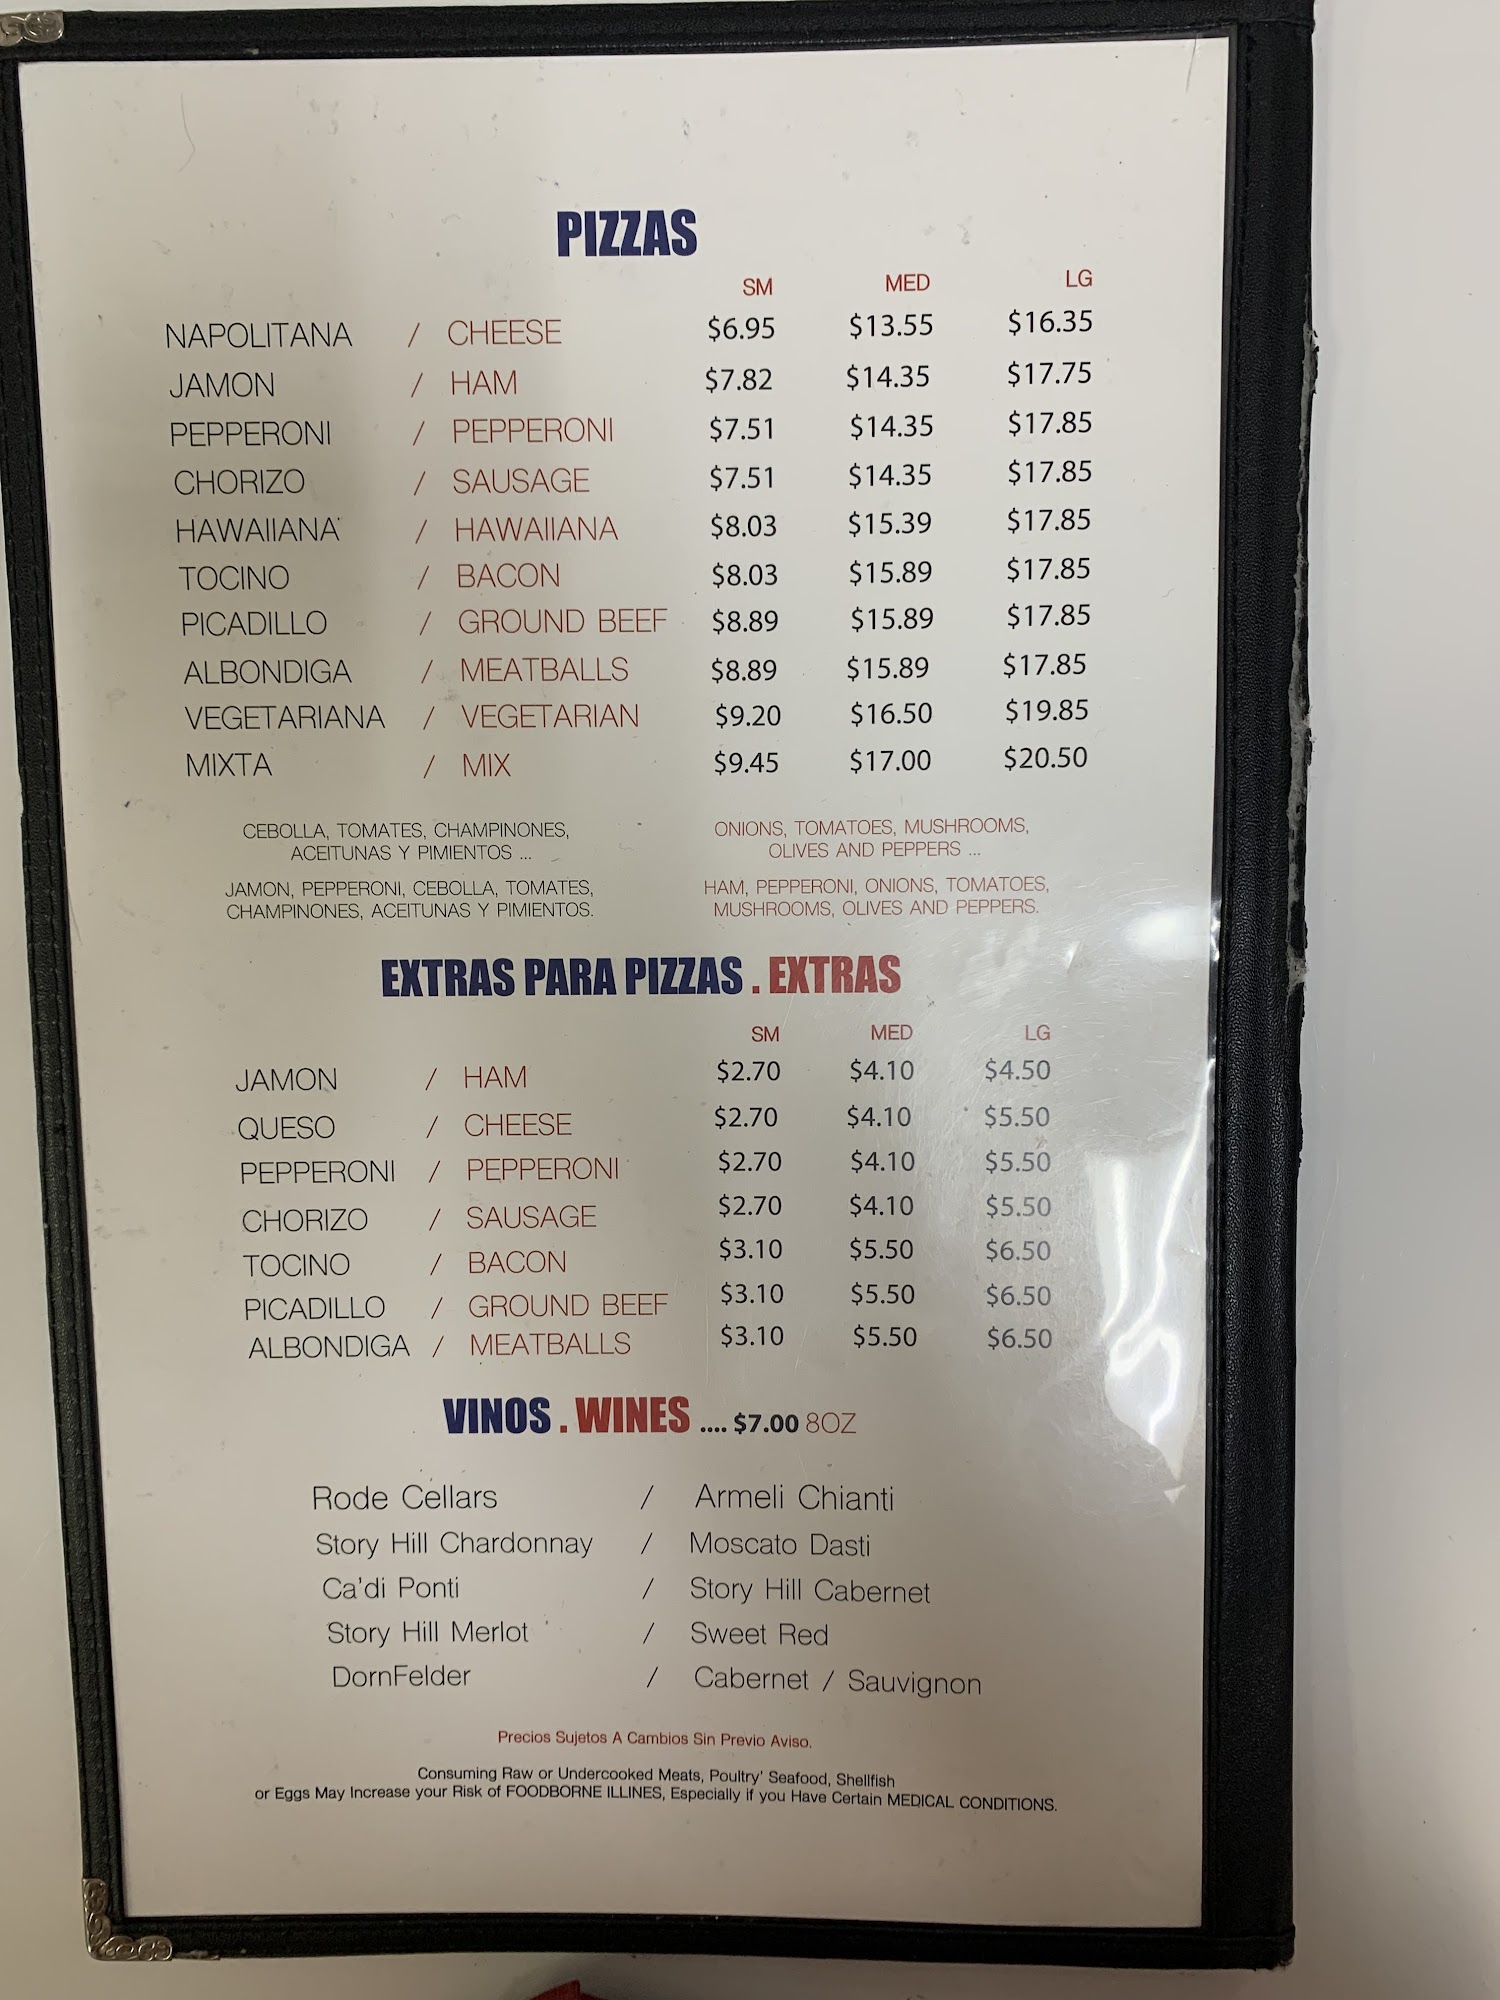 PIZZAS
SM MED LG
NAPOLITANA / CHEESE $6.95 $13.55 $16.35
JAMON / HAM $7.82 $14.35 $17.75
PEPPERONI / PEPPERONI $7.51 $14.35 $17.85
CHORIZO / SAUSAGE $7.51 $14.35 $17.85
HAWAIIANA / HAWAIIANA $8.03 $15.39 $17.85
TOCINO / BACON $8.03 $15.89 $17.85
PICADILLO / GROUND BEEF $8.89 $15.89 $17.85
ALBONDIGA / MEATBALLS $8.89 $15.89 $17.85
VEGETARIANA / VEGETARIAN $9.20 $16.50 $19.85
MIXTA / MIX $9.45 $17.00 $20.50
CEBOLLA, TOMATES, CHAMPINONES,
ACEITUNAS Y PIMIENTOS ...
ONIONS, TOMATOES, MUSHROOMS,
OLIVES AND PEPPERS ...
JAMON, PEPPERONI, CEBOLLA, TOMATES,
CHAMPINONES, ACEITUNAS Y PIMIENTOS.
HAM, PEPPERONI, ONIONS, TOMATOES,
MUSHROOMS, OLIVES AND PEPPERS.
EXTRAS PARA PIZZAS . EXTRAS
SM MED LG
JAMON / HAM $2.70 $4.10 $4.50
QUESO / CHEESE $2.70 $4.10 $5.50
PEPPERONI / PEPPERONI $2.70 $4.10 $5.50
CHORIZO / SAUSAGE $2.70 $4.10 $5.50
TOCINO / BACON $3.10 $5.50 $6.50
PICADILLO / GROUND BEEF $3.10 $5.50 $6.50
ALBONDIGA / MEATBALLS $3.10 $5.50 $6.50
VINOS . WINES .... $7.00 8OZ
Rode Cellars / Armeli Chianti
Story Hill Chardonnay / Moscato Dasti
Ca'di Ponti / Story Hill Cabernet
Story Hill Merlot / Sweet Red
DornFelder / Cabernet / Sauvignon
Precios Sujetos A Cambios Sin Previo Aviso.
Consuming Raw or Undercooked Meats, Poultry' Seafood, Shellfish
or Eggs May Increase your Risk of FOODBORNE ILLINES, Especially if you Have Certain MEDICAL CONDITIONS.